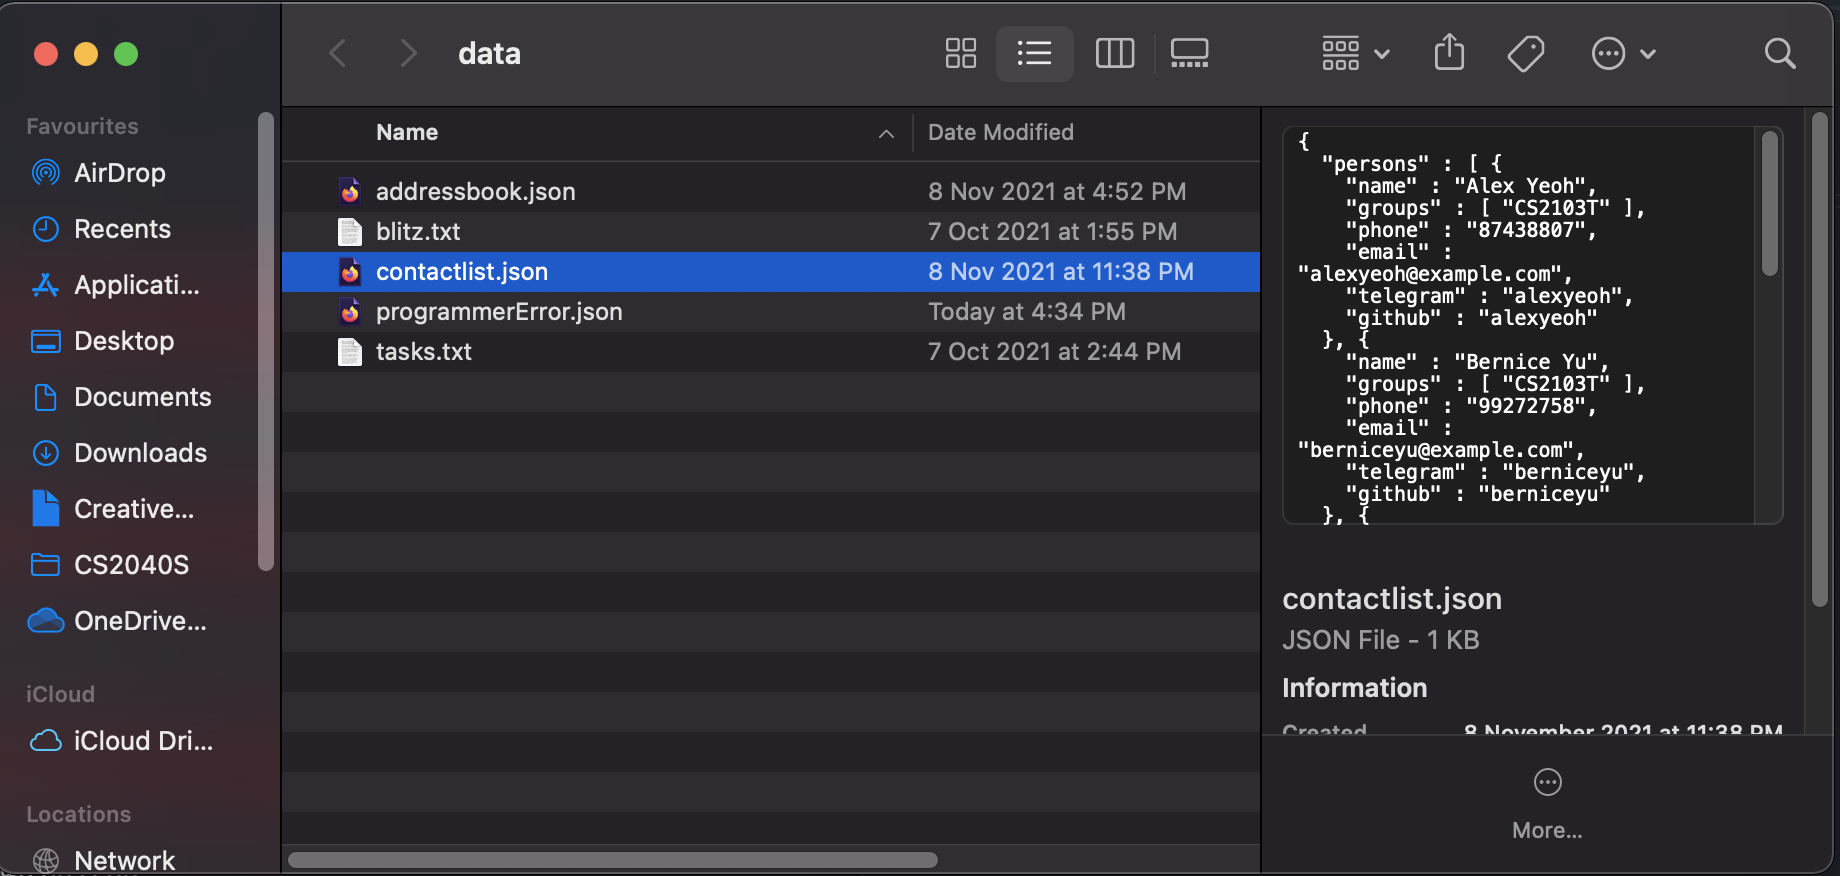 data
Favourites
AirDrop
Recents
Applicati...
Desktop
Documents
Downloads
Creative...
CS2040S
OneDrive...
iCloud
iCloud Dri...
Locations
Network
Name Date Modified
addressbook.json 8 Nov 2021 at 4:52 PM
blitz.txt 7 Oct 2021 at 1:55 PM
contactlist.json 8 Nov 2021 at 11:38 PM
programmerError.json Today at 4:34 PM
tasks.txt 7 Oct 2021 at 2:44 PM
{
"persons" : [ {
"name" : "Alex Yeoh",
"groups" : [ "CS2103T" ],
"phone" : "87438807",
"email" :
"alexyeoh@example.com",
"telegram" : "alexyeoh",
"github" : "alexyeoh"
}, {
"name" : "Bernice Yu",
"groups" : [ "CS2103T" ],
"phone" : "99272758",
"email" :
"berniceyu@example.com",
"telegram" : "berniceyu",
"github" : "berniceyu"
}, {
contactlist.json
JSON File - 1 KB
Information
Created 8 November 2021 at 11:38 PM
More...